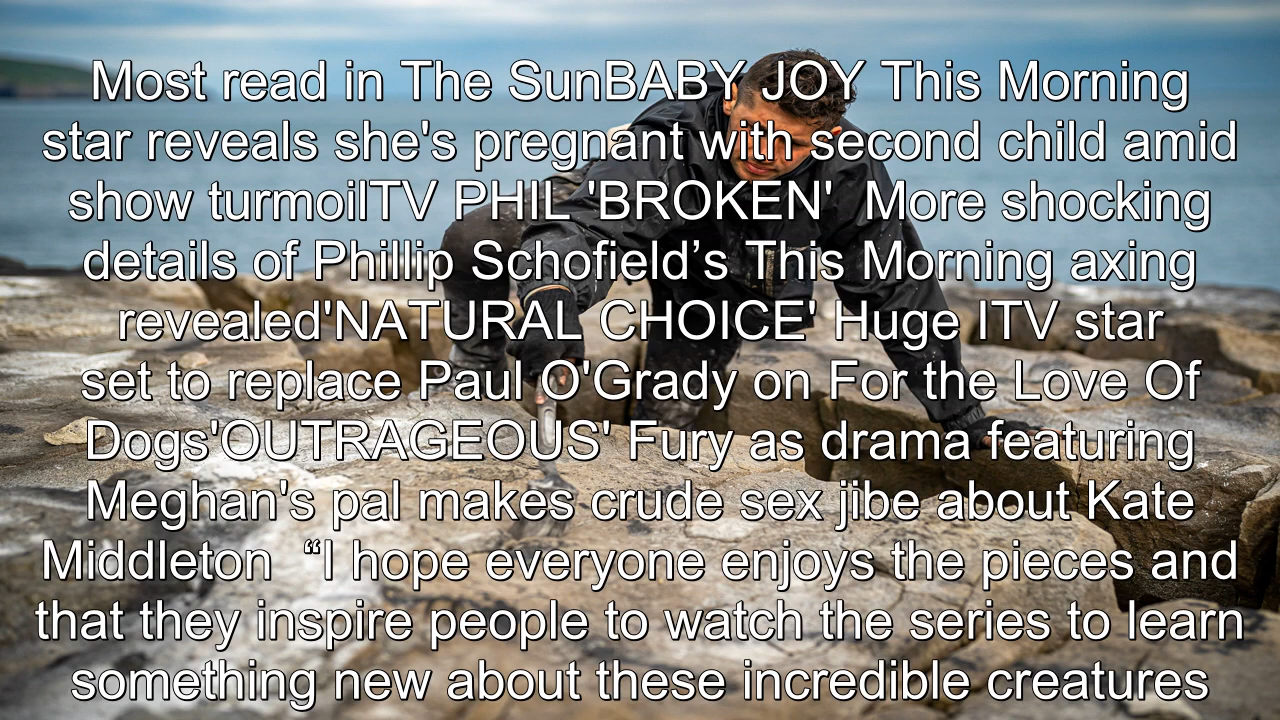 Most read in The SunBABY JOY This Morning
star reveals she's pregnant with second child amid
show turmoilTV PHIL 'BROKEN'  More shocking
details of Phillip Schofield’s This Morning axing
revealed'NATURAL CHOICE' Huge ITV star
set to replace Paul O'Grady on For the Love Of
Dogs'OUTRAGEOUS' Fury as drama featuring
Meghan's pal makes crude sex jibe about Kate
Middleton  “I hope everyone enjoys the pieces and
that they inspire people to watch the series to learn
something new about these incredible creatures